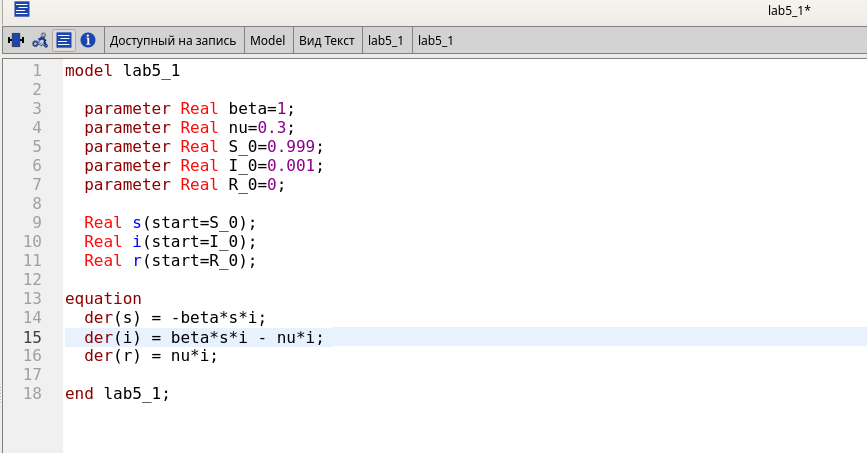 lab5_1*
Доступный на запись Model Вид Текст lab5_1 lab5_1
1 model lab5_1
2
3 parameter Real beta=1;
4 parameter Real nu=0.3;
5 parameter Real S_0=0.999;
6 parameter Real I_0=0.001;
7 parameter Real R_0=0;
8
9 Real s(start=S_0);
10 Real i(start=I_0);
11 Real r(start=R_0);
12
13 equation
14 der(s) = -beta*s*i;
15 der(i) = beta*s*i - nu*i;
16 der(r) = nu*i;
17
18 end lab5_1;